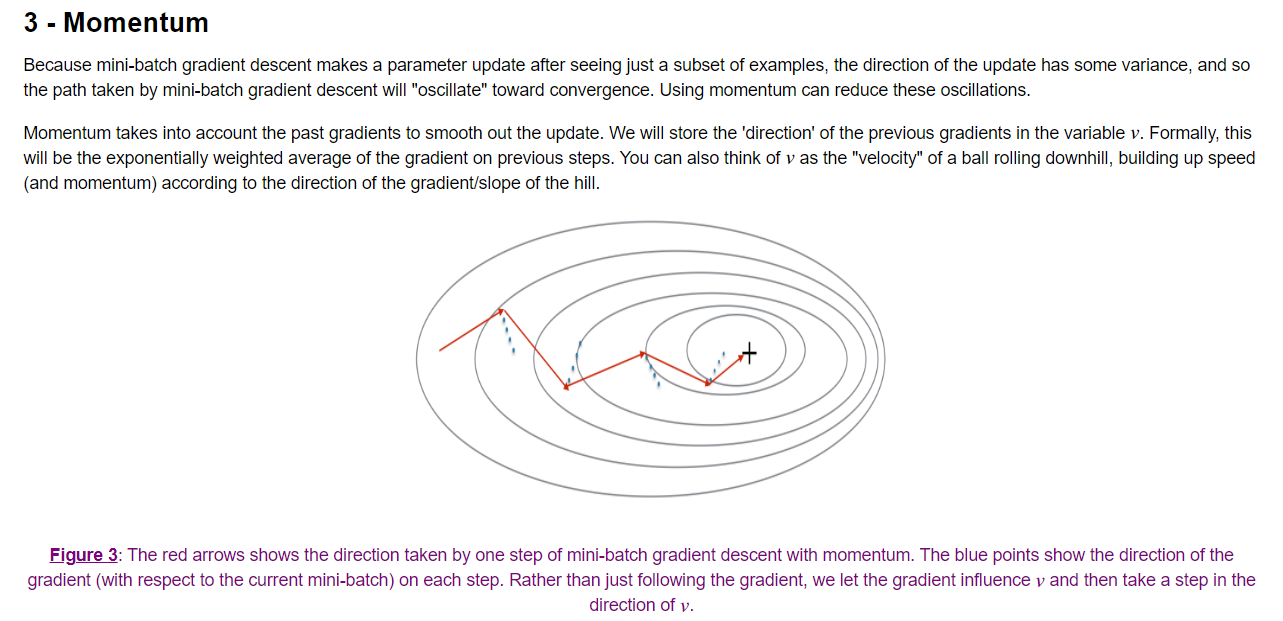 3 - Momentum
Because mini-batch gradient descent makes a parameter update after seeing just a subset of examples, the direction of the update has some variance, and so
the path taken by mini-batch gradient descent will "oscillate" toward convergence. Using momentum can reduce these oscillations.
Momentum takes into account the past gradients to smooth out the update. We will store the 'direction' of the previous gradients in the variable v. Formally, this
will be the exponentially weighted average of the gradient on previous steps. You can also think of v as the "velocity" of a ball rolling downhill, building up speed
(and momentum) according to the direction of the gradient/slope of the hill.
Figure 3: The red arrows shows the direction taken by one step of mini-batch gradient descent with momentum. The blue points show the direction of the
gradient (with respect to the current mini-batch) on each step. Rather than just following the gradient, we let the gradient influence v and then take a step in the
direction of v.